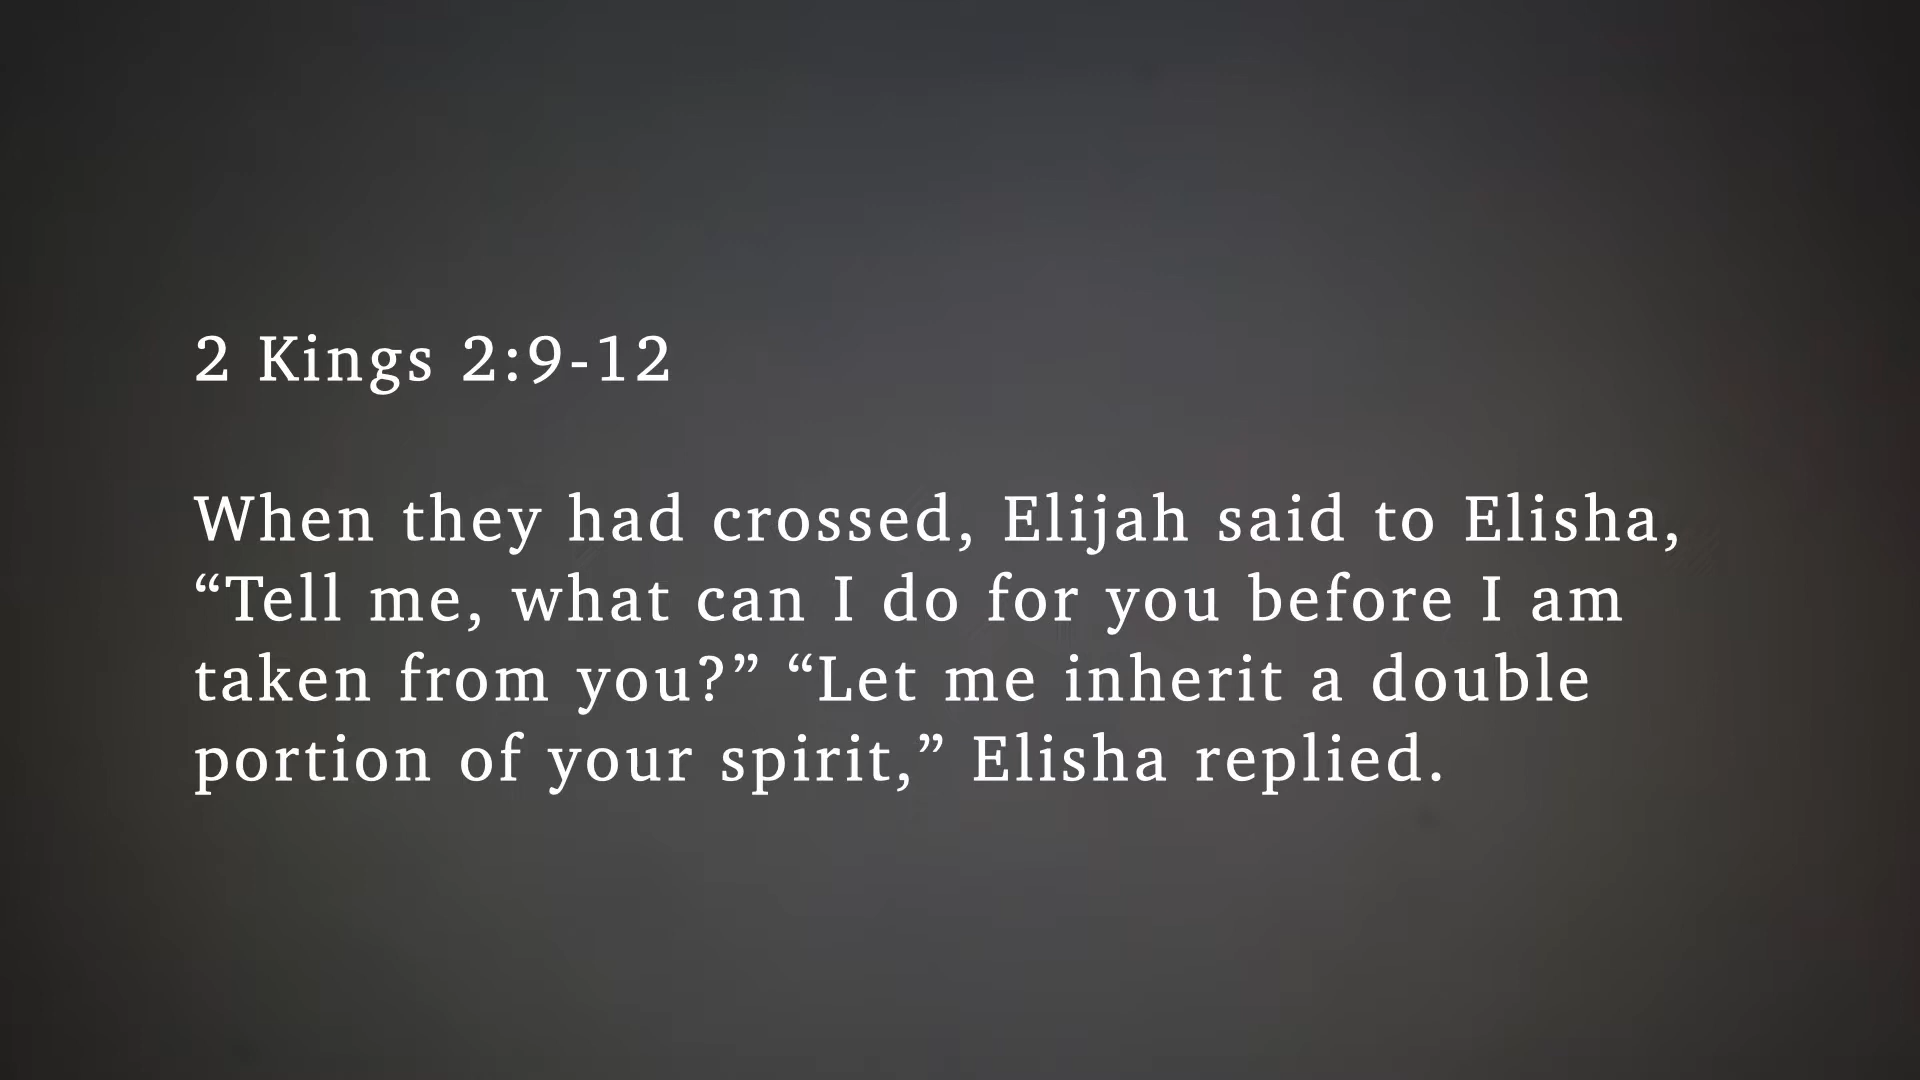 2 Kings 2:9-12
When they had crossed, Elijah said to Elisha,
“Tell me, what can I do for you before I am
taken from you?” “Let me inherit a double
portion of your spirit,” Elisha replied.